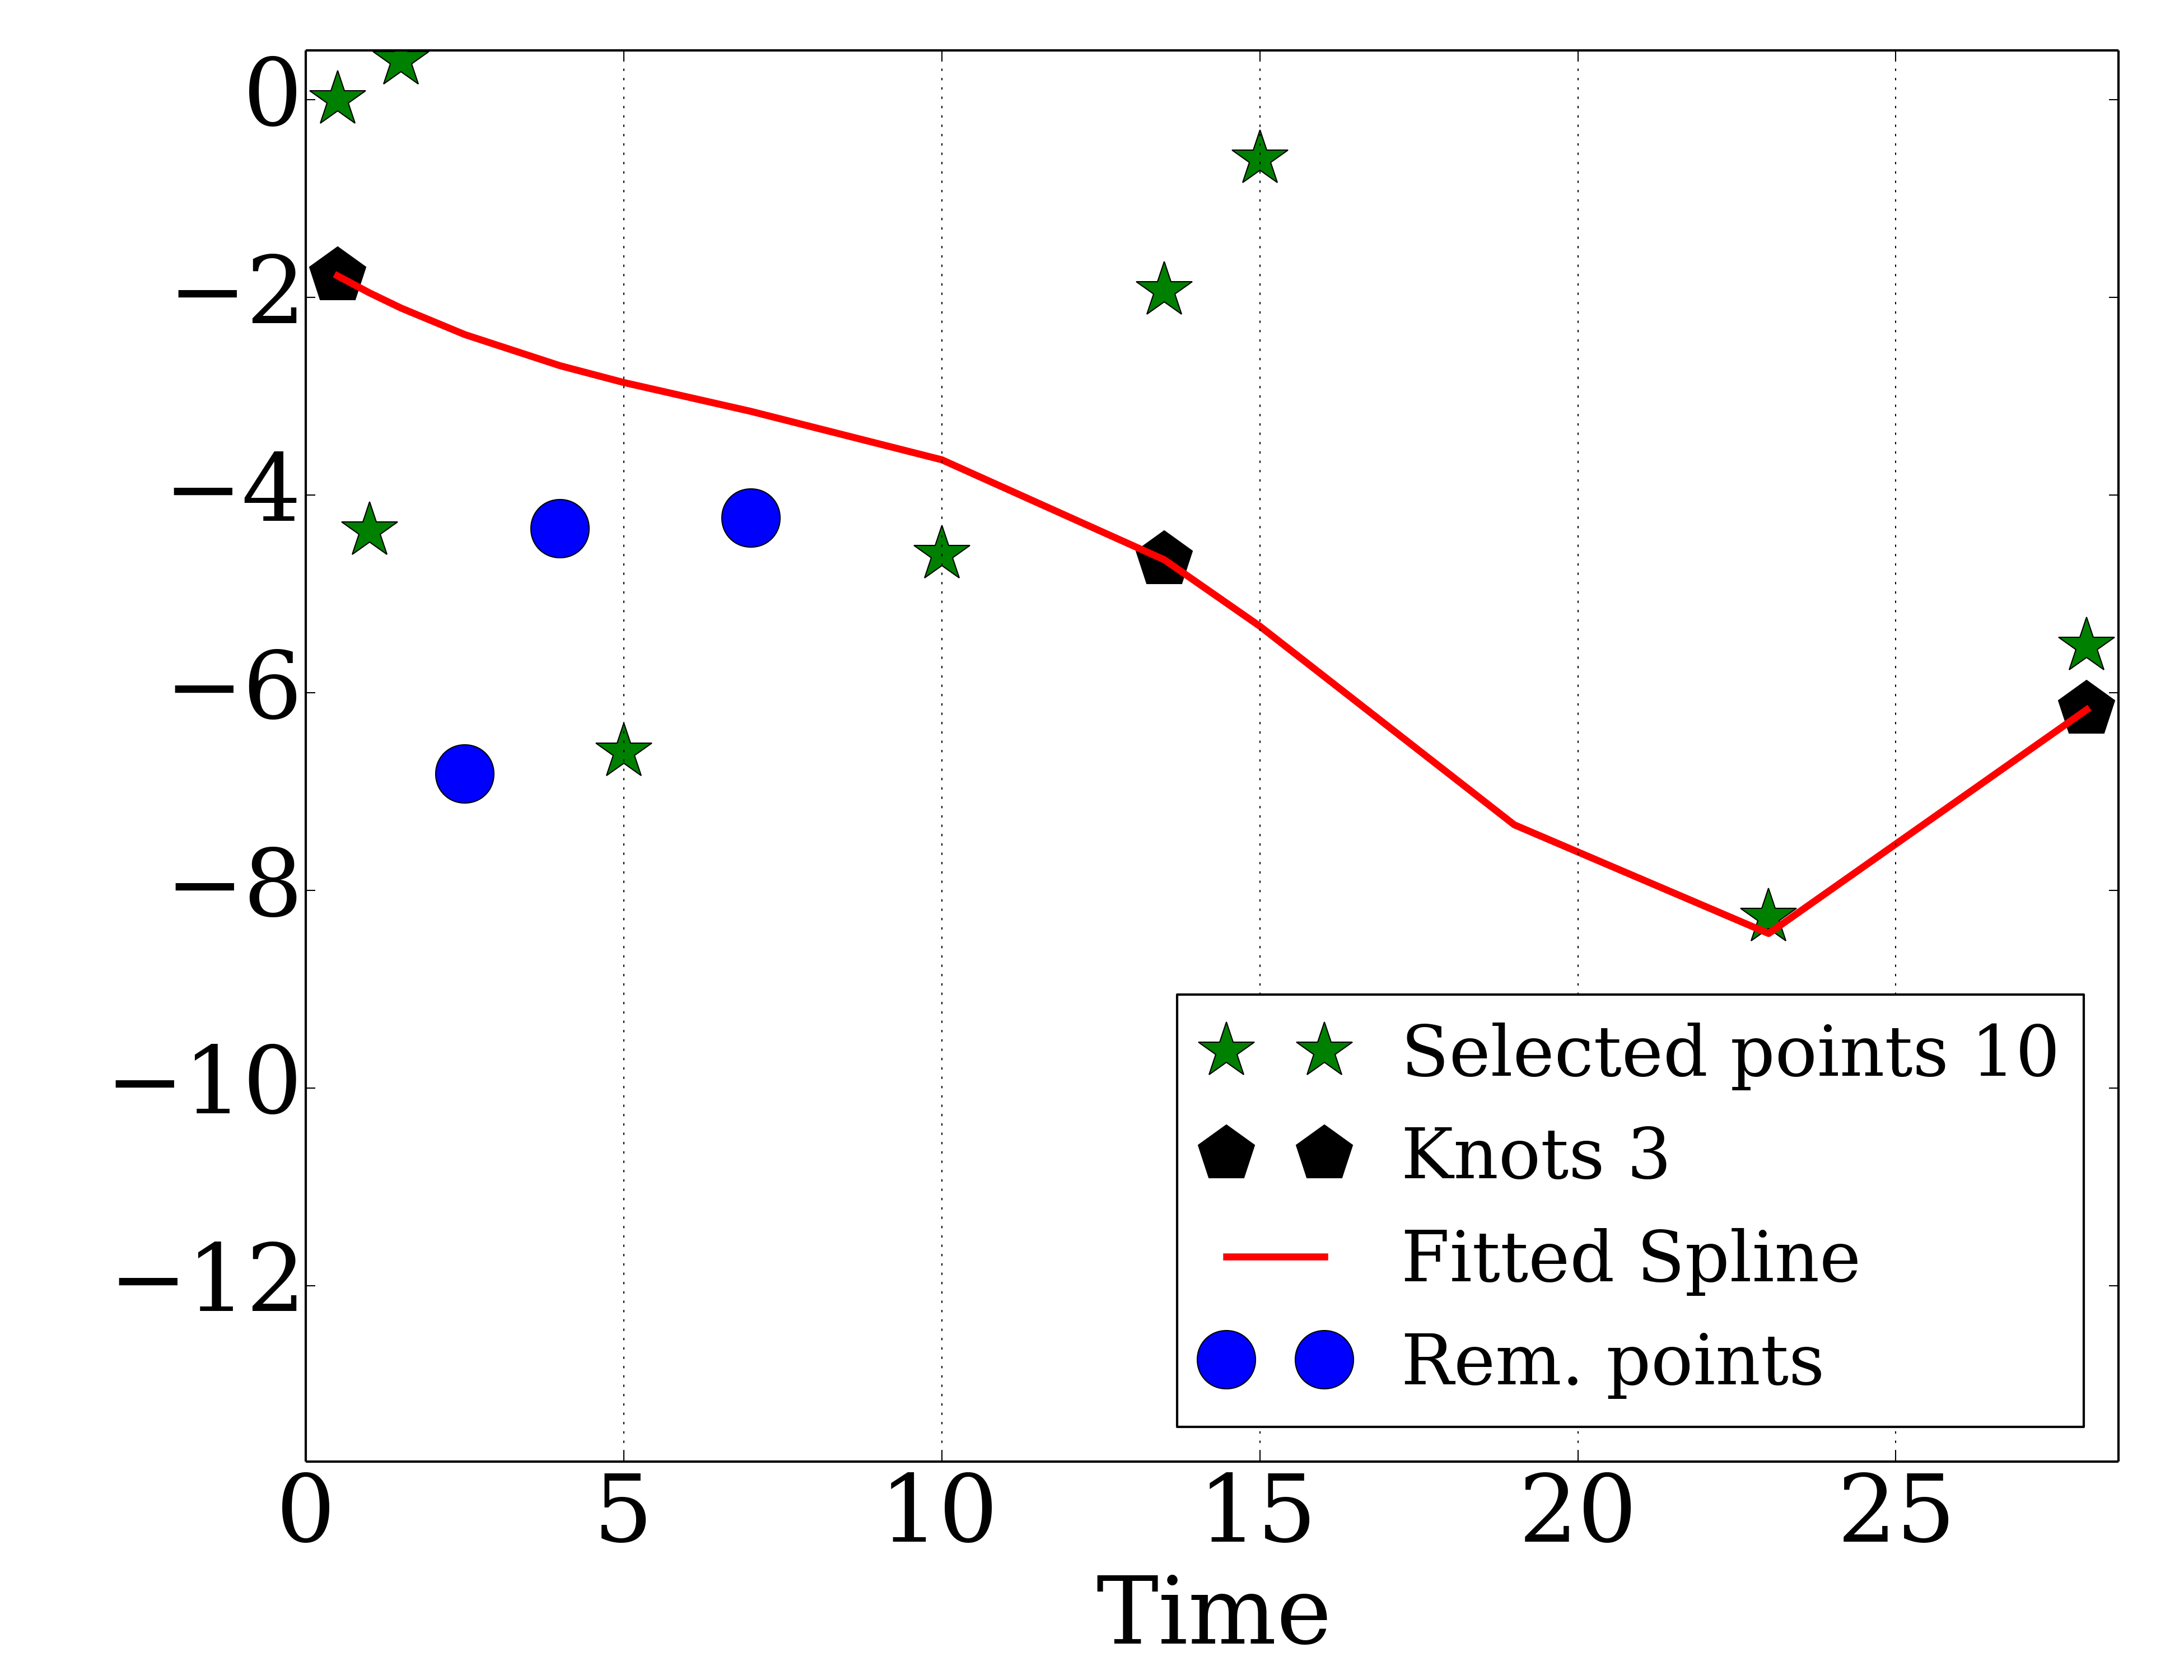 0
−2
−4
−6
−8
−10
−12
Selected points 10
Knots 3
Fitted Spline
Rem. points
0 5 10 15 20 25
Time